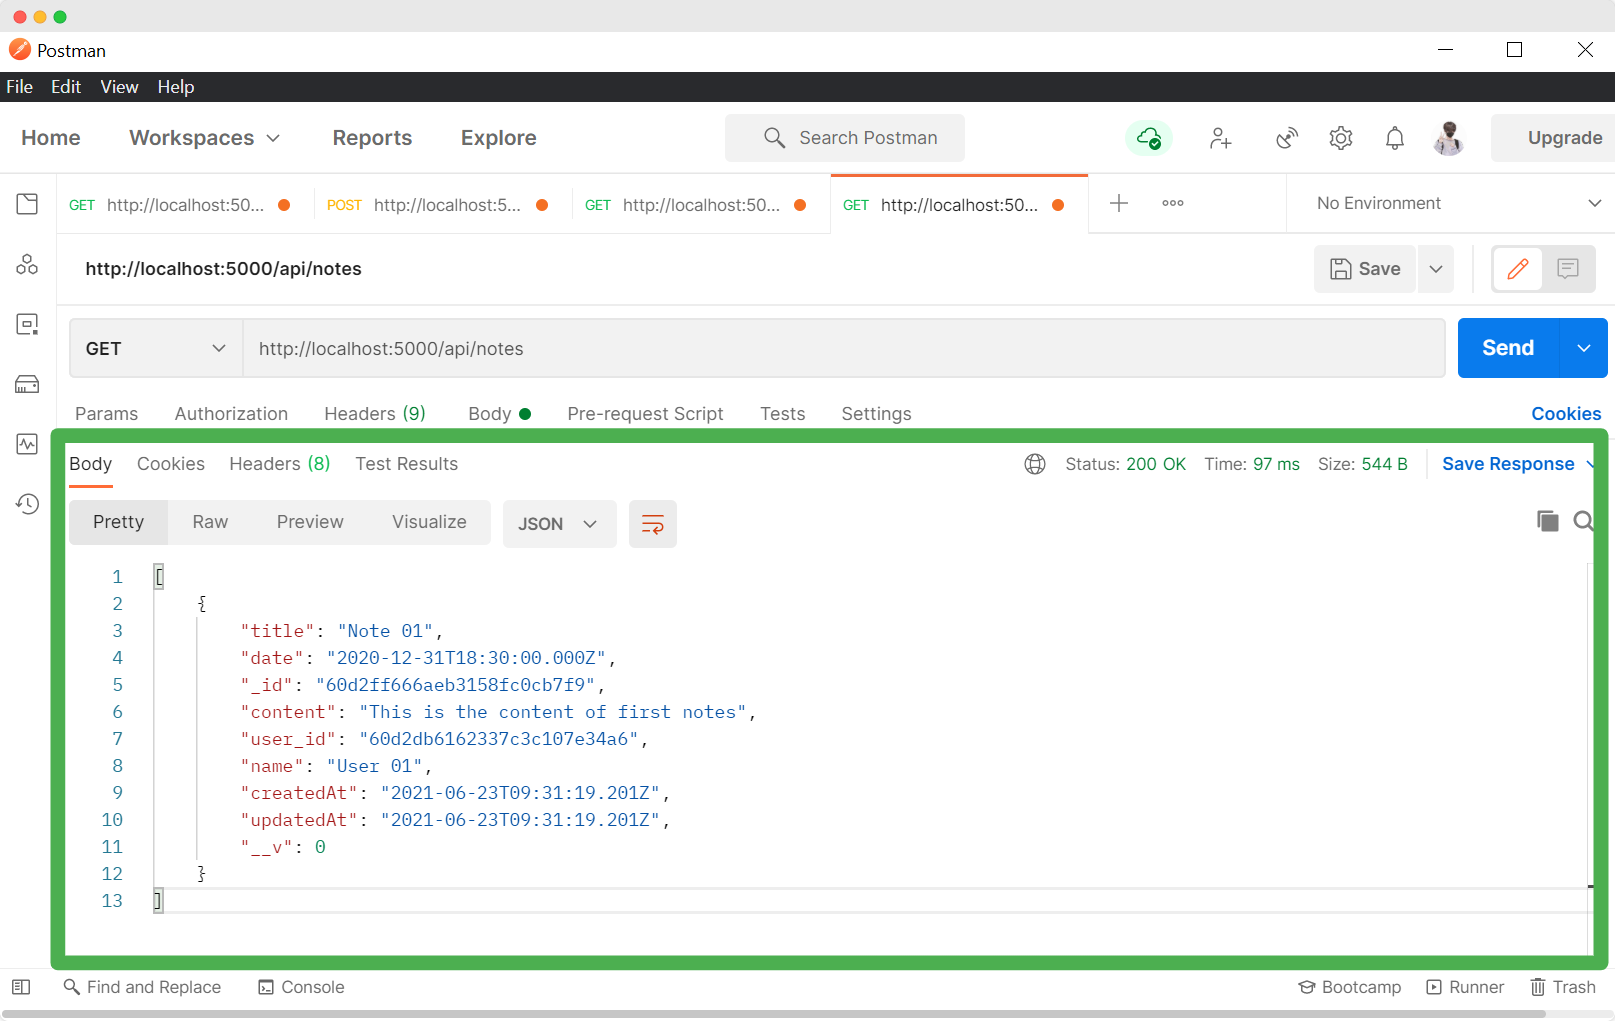 Postman
File Edit View Help
Home Workspaces Reports Explore Search Postman Upgrade
GET http://localhost:50... POST http://localhost:5... GET http://localhost:50... GET http://localhost:50... No Environment
http://localhost:5000/api/notes Save
GET http://localhost:5000/api/notes Send
Params Authorization Headers (9) Body Pre-request Script Tests Settings Cookies
Body Cookies Headers (8) Test Results Status: 200 OK Time: 97 ms Size: 544 B Save Response
Pretty Raw Preview Visualize JSON
1 [
2 {
3 "title": "Note 01",
4 "date": "2020-12-31T18:30:00.000Z",
5 "_id": "60d2ff666aeb3158fc0cb7f9",
6 "content": "This is the content of first notes",
7 "user_id": "60d2db6162337c3c107e34a6",
8 "name": "User 01",
9 "createdAt": "2021-06-23T09:31:19.201Z",
10 "updatedAt": "2021-06-23T09:31:19.201Z",
11 "__v": 0
12 }
13 ]
Find and Replace Console Bootcamp Runner Trash